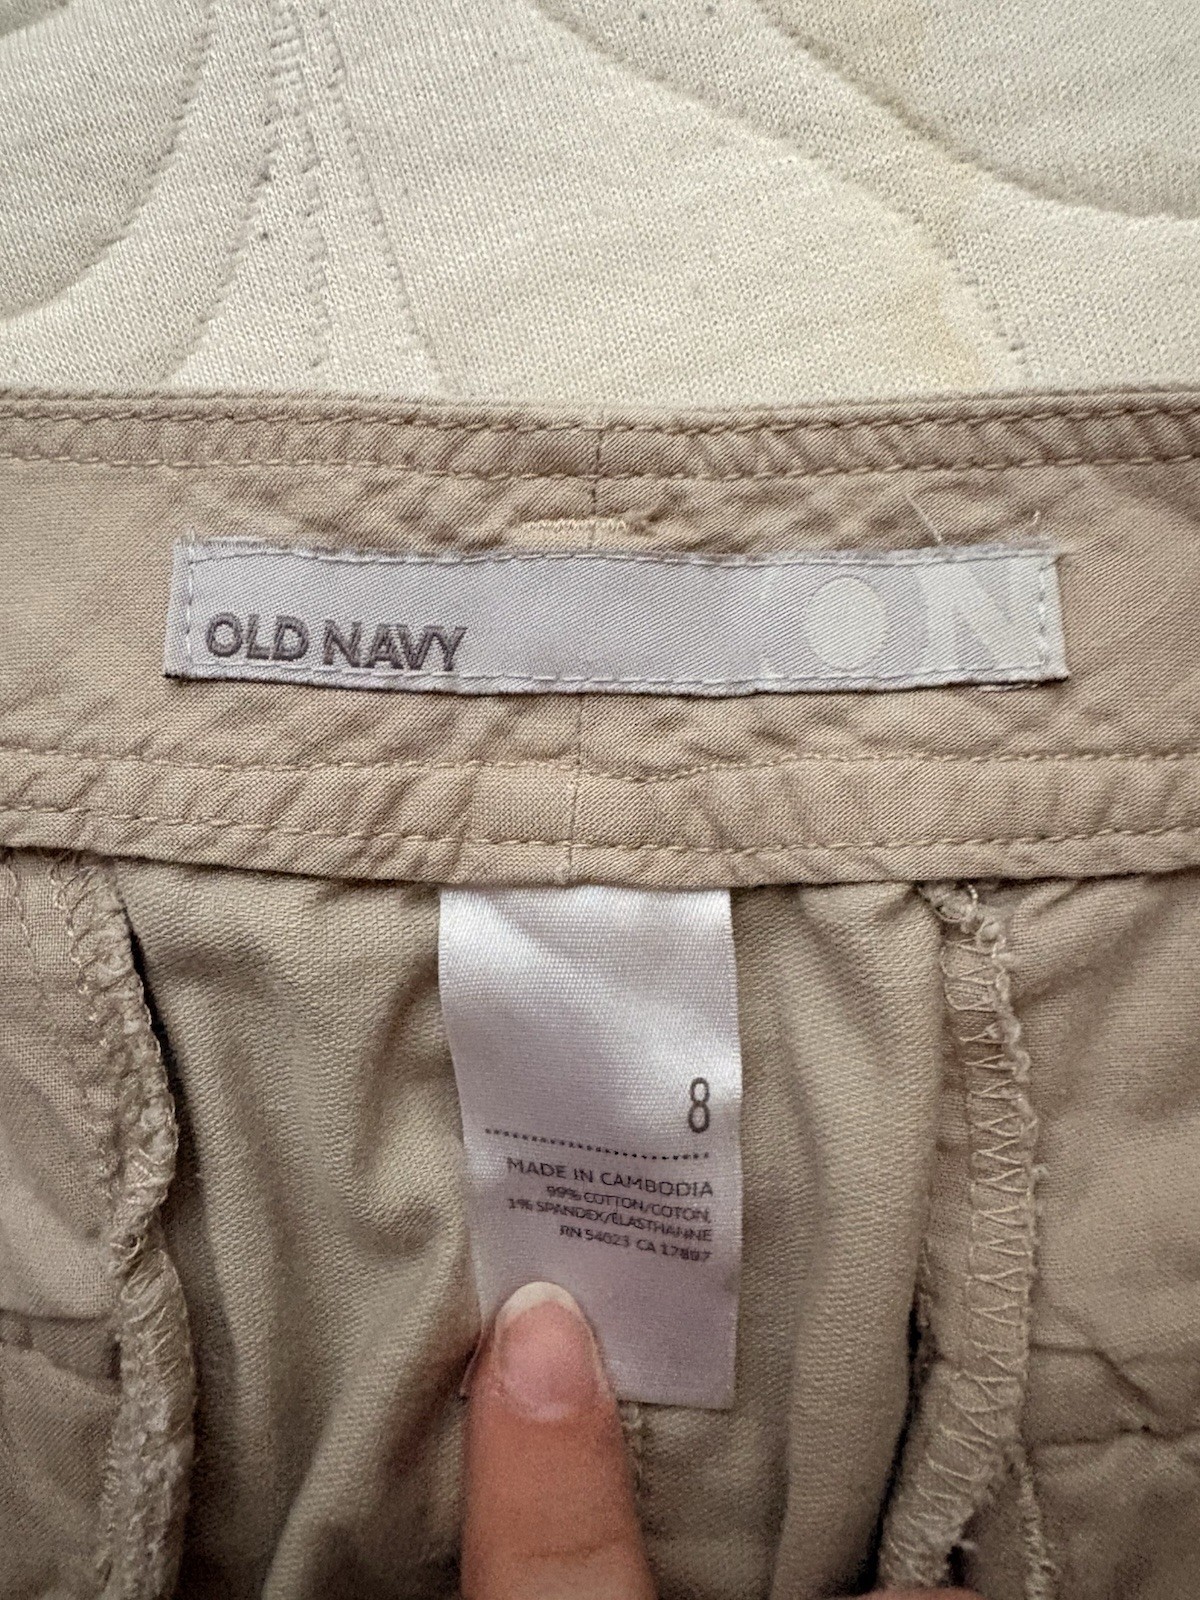 OLD NAVY
ON
8
MADE IN CAMBODIA
99% COTTON/COTON,
1% SPANDEX/ÉLASTHANNE
RN 54023 CA 17897